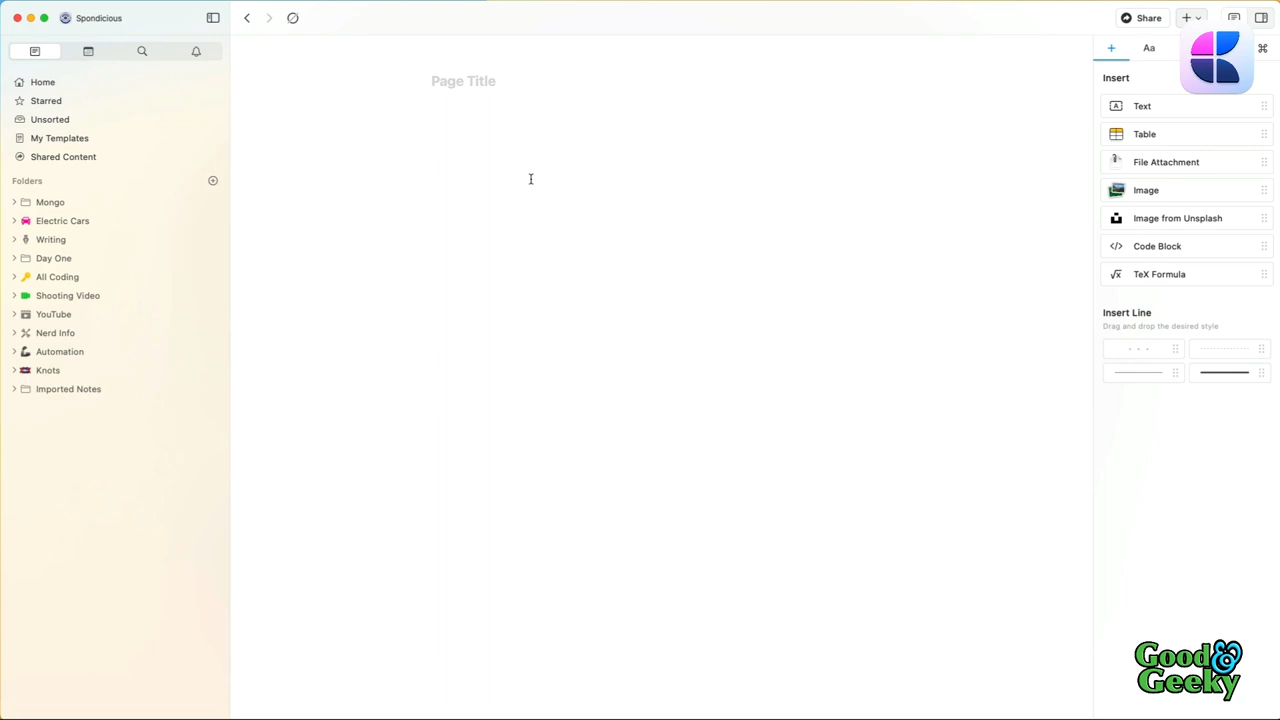 Spondicious
Share
Home
Starred
Unsorted
My Templates
Shared Content
Folders
Mongo
Electric Cars
Writing
Day One
All Coding
Shooting Video
YouTube
Nerd Info
Automation
Knots
Imported Notes
Page Title
Aa
Insert
Text
Table
File Attachment
Image
Image from Unsplash
Code Block
TeX Formula
Insert Line
Drag and drop the desired style
Good &
Geeky